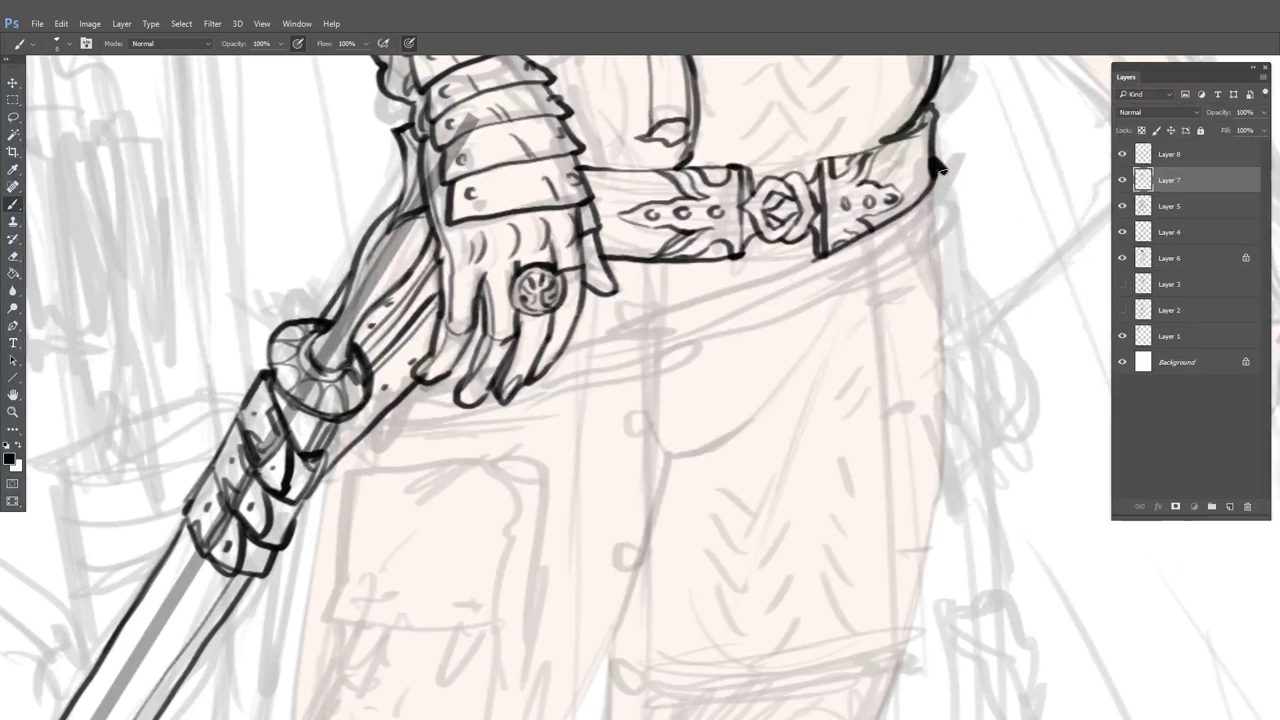 Ps File Edit Image Layer Type Select Filter 3D View Window Help
8 Mode: Normal Opacity: 100% Flow: 100%
Layers
Kind
Normal Opacity: 100%
Lock: Fill: 100%
Layer 8
Layer 7
Layer 5
Layer 4
Layer 6
Layer 3
Layer 2
Layer 1
Background